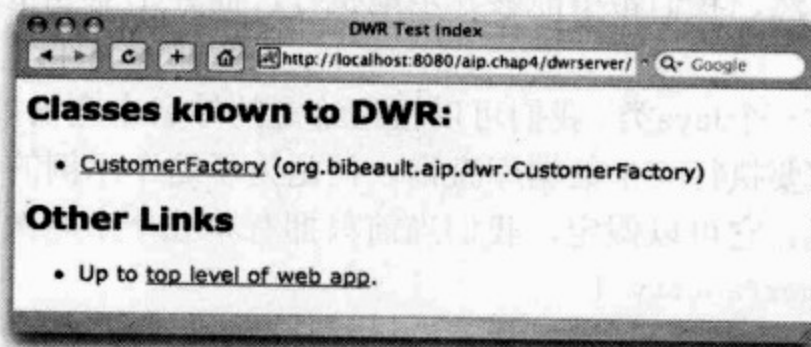 DWR Test Index
http://localhost:8080/aip.chap4/dwrserver/
Google
Classes known to DWR:
• CustomerFactory (org.bibeault.aip.dwr.CustomerFactory)
Other Links
• Up to top level of web app.